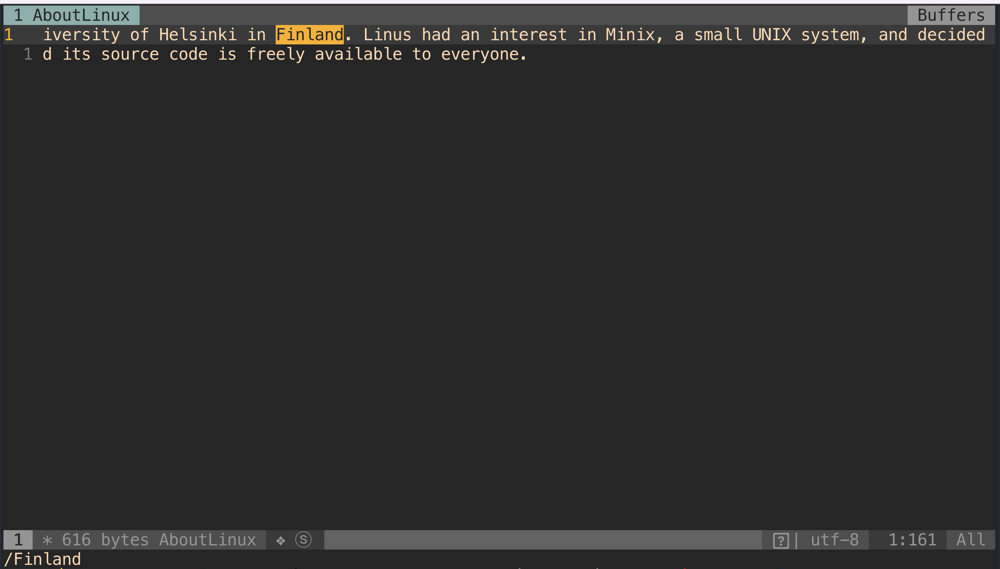 1 AboutLinux Buffers
1 iversity of Helsinki in Finland. Linus had an interest in Minix, a small UNIX system, and decided
1 d its source code is freely available to everyone.
1 * 616 bytes AboutLinux ❖ Ⓢ [?]| utf-8 1:161 All
/Finland